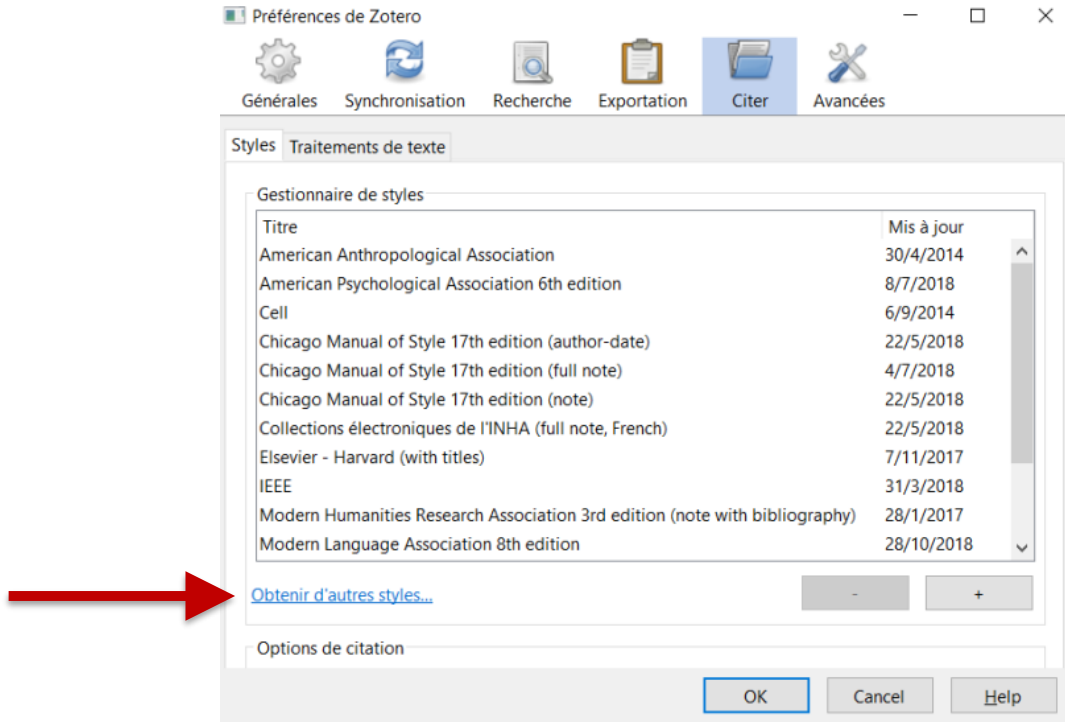 Préférences de Zotero
Générales Synchronisation Recherche Exportation Citer Avancées
Styles Traitements de texte
Gestionnaire de styles
Titre Mis à jour
American Anthropological Association 30/4/2014
American Psychological Association 6th edition 8/7/2018
Cell 6/9/2014
Chicago Manual of Style 17th edition (author-date) 22/5/2018
Chicago Manual of Style 17th edition (full note) 4/7/2018
Chicago Manual of Style 17th edition (note) 22/5/2018
Collections électroniques de l'INHA (full note, French) 22/5/2018
Elsevier - Harvard (with titles) 7/11/2017
IEEE 31/3/2018
Modern Humanities Research Association 3rd edition (note with bibliography) 28/1/2017
Modern Language Association 8th edition 28/10/2018
Obtenir d'autres styles... - +
Options de citation
OK Cancel Help